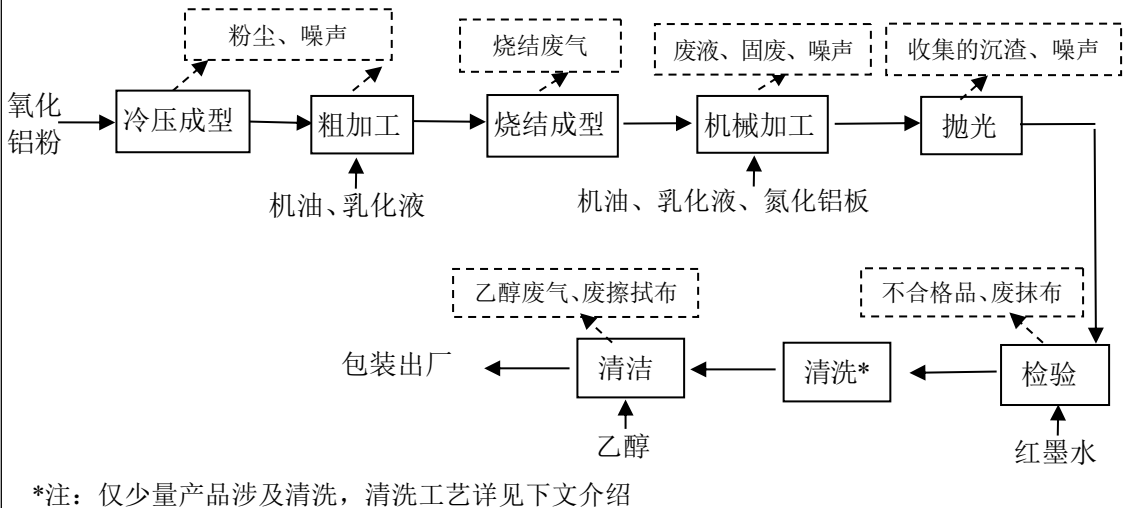 粉尘、噪声
烧结废气
废液、固废、噪声
收集的沉渣、噪声
氧化
铝粉
冷压成型
粗加工
烧结成型
机械加工
抛光
机油、乳化液
机油、乳化液、氮化铝板
乙醇废气、废擦拭布
不合格品、废抹布
包装出厂
清洁
清洗*
检验
乙醇
红墨水
*注：仅少量产品涉及清洗，清洗工艺详见下文介绍